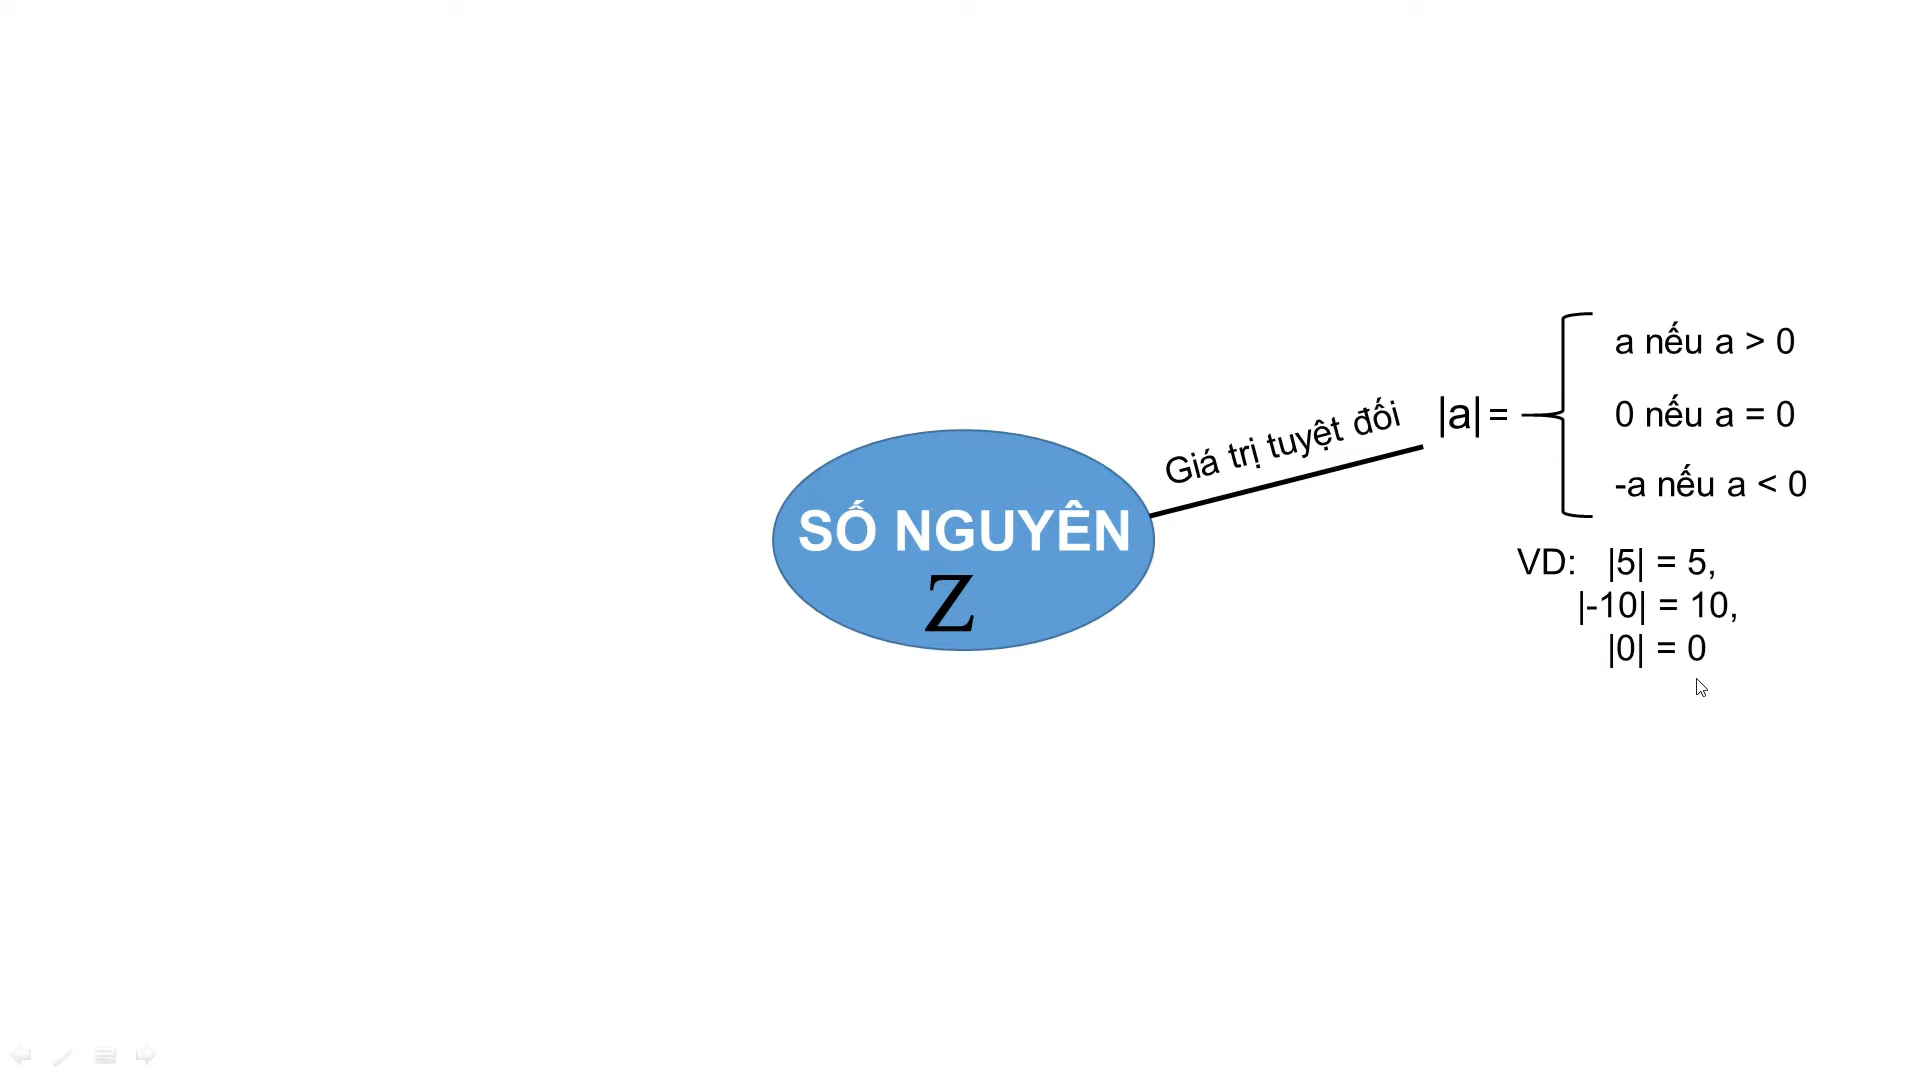 SỐ NGUYÊN
Z
Giá trị tuyệt đối
|a| =
a nếu a > 0
0 nếu a = 0
-a nếu a < 0
VD: |5| = 5,
|-10| = 10,
|0| = 0